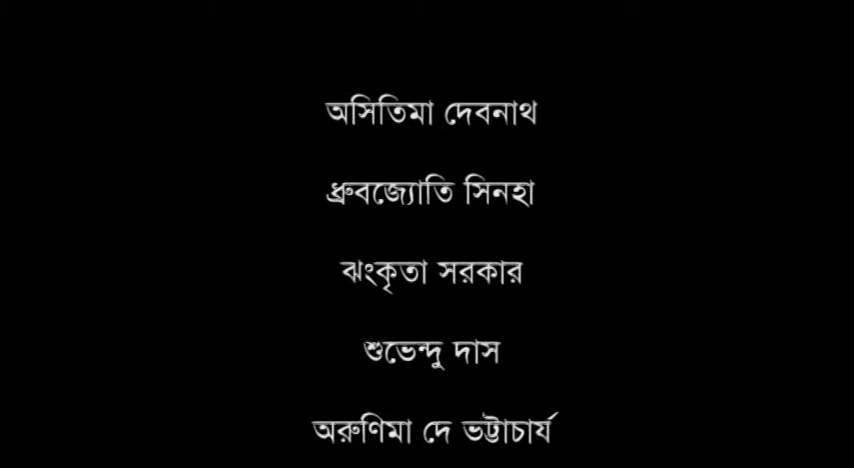 অসিতিমা দেবনাথ
ধ্রুবজ্যোতি সিনহা
ঝংকৃতা সরকার
শুভেন্দু দাস
অরুণিমা দে ভট্টাচার্য